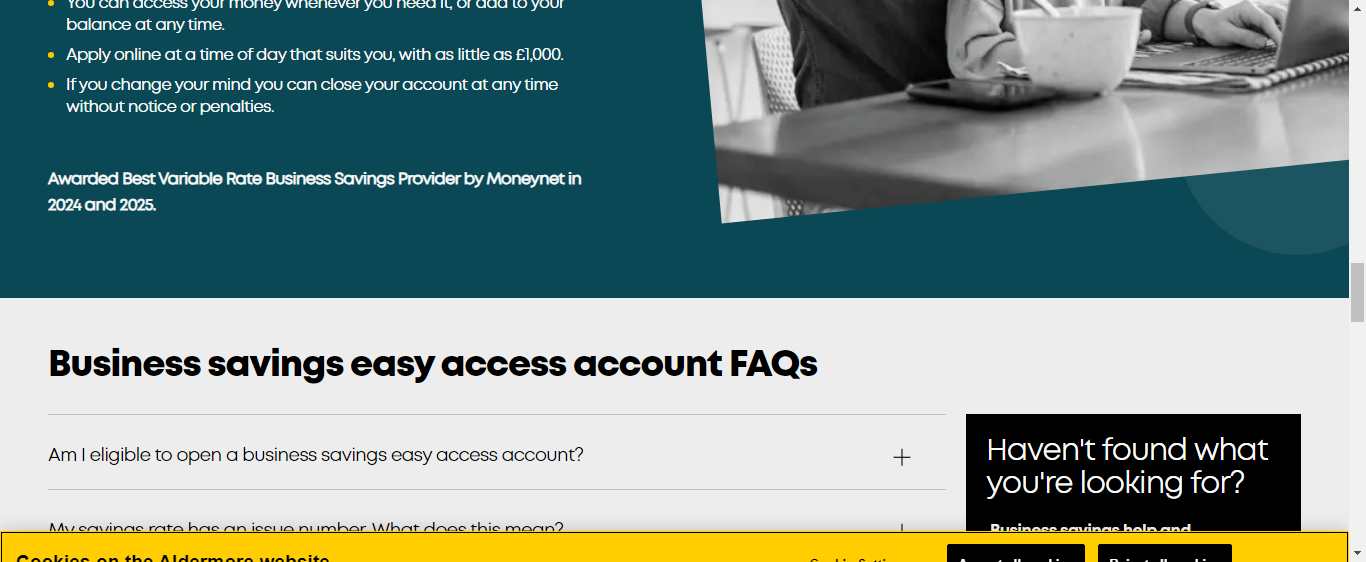 You can access your money whenever you need it, or add to your
balance at any time.
Apply online at a time of day that suits you, with as little as £1,000.
If you change your mind you can close your account at any time
without notice or penalties.
Awarded Best Variable Rate Business Savings Provider by Moneynet in
2024 and 2025.
Business savings easy access account FAQs
Am I eligible to open a business savings easy access account?
My savings rate has an issue number. What does this mean?
Haven't found what
you're looking for?
Business savings help and
Cookies on the Aldermore website